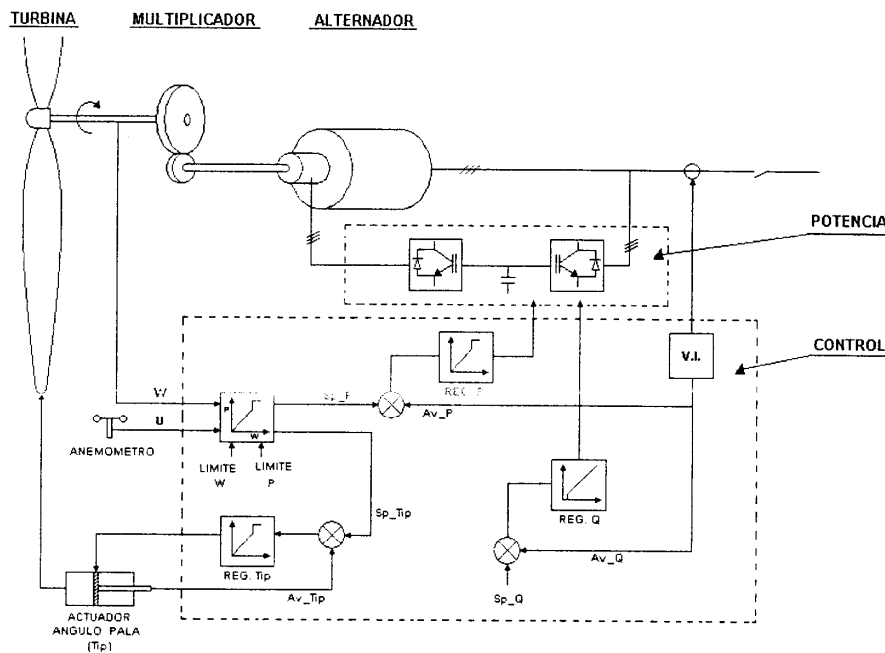 TURBINA
MULTIPLICADOR
ALTERNADOR
POTENCIA
CONTROL
V.I.
REG. P
W
Sp_P
Av_P
U
P
W
ANEMOMETRO
LIMITE
W
LIMITE
P
Sp_Tip
REG. Q
REG. Tip
Av_Q
Av_Tip
Sp_Q
ACTUADOR
ANGULO PALA
(Tip)